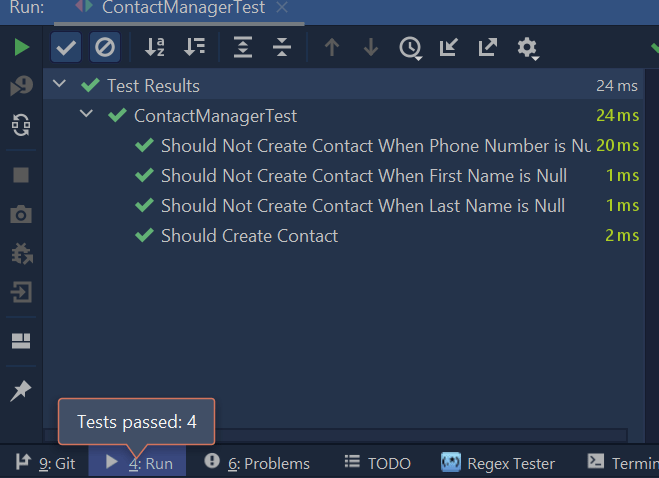 Run: ContactManagerTest
Test Results 24 ms
ContactManagerTest 24 ms
Should Not Create Contact When Phone Number is 20 ms
Should Not Create Contact When First Name is Null 1 ms
Should Not Create Contact When Last Name is Null 1 ms
Should Create Contact 2 ms
Tests passed: 4
9: Git 4: Run 6: Problems TODO Regex Tester Termin